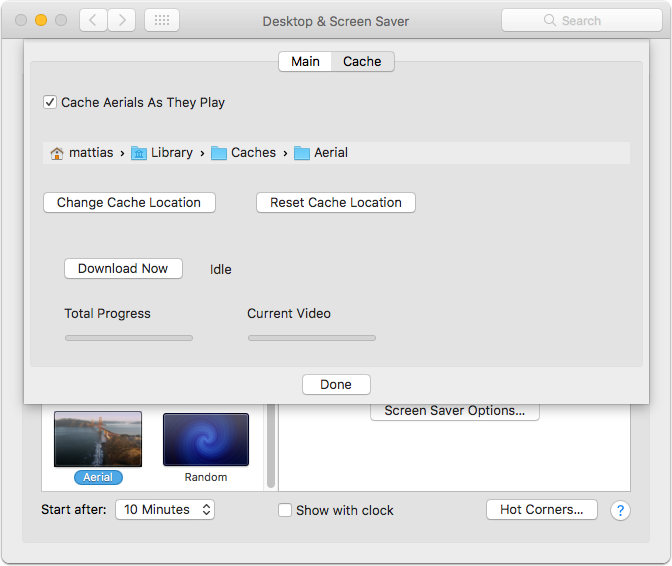 Desktop & Screen Saver
Search
Main Cache
Cache Aerials As They Play
mattias › Library › Caches › Aerial
Change Cache Location Reset Cache Location
Download Now Idle
Total Progress Current Video
Done
Screen Saver Options...
Aerial Random
Start after: 10 Minutes Show with clock Hot Corners... ?